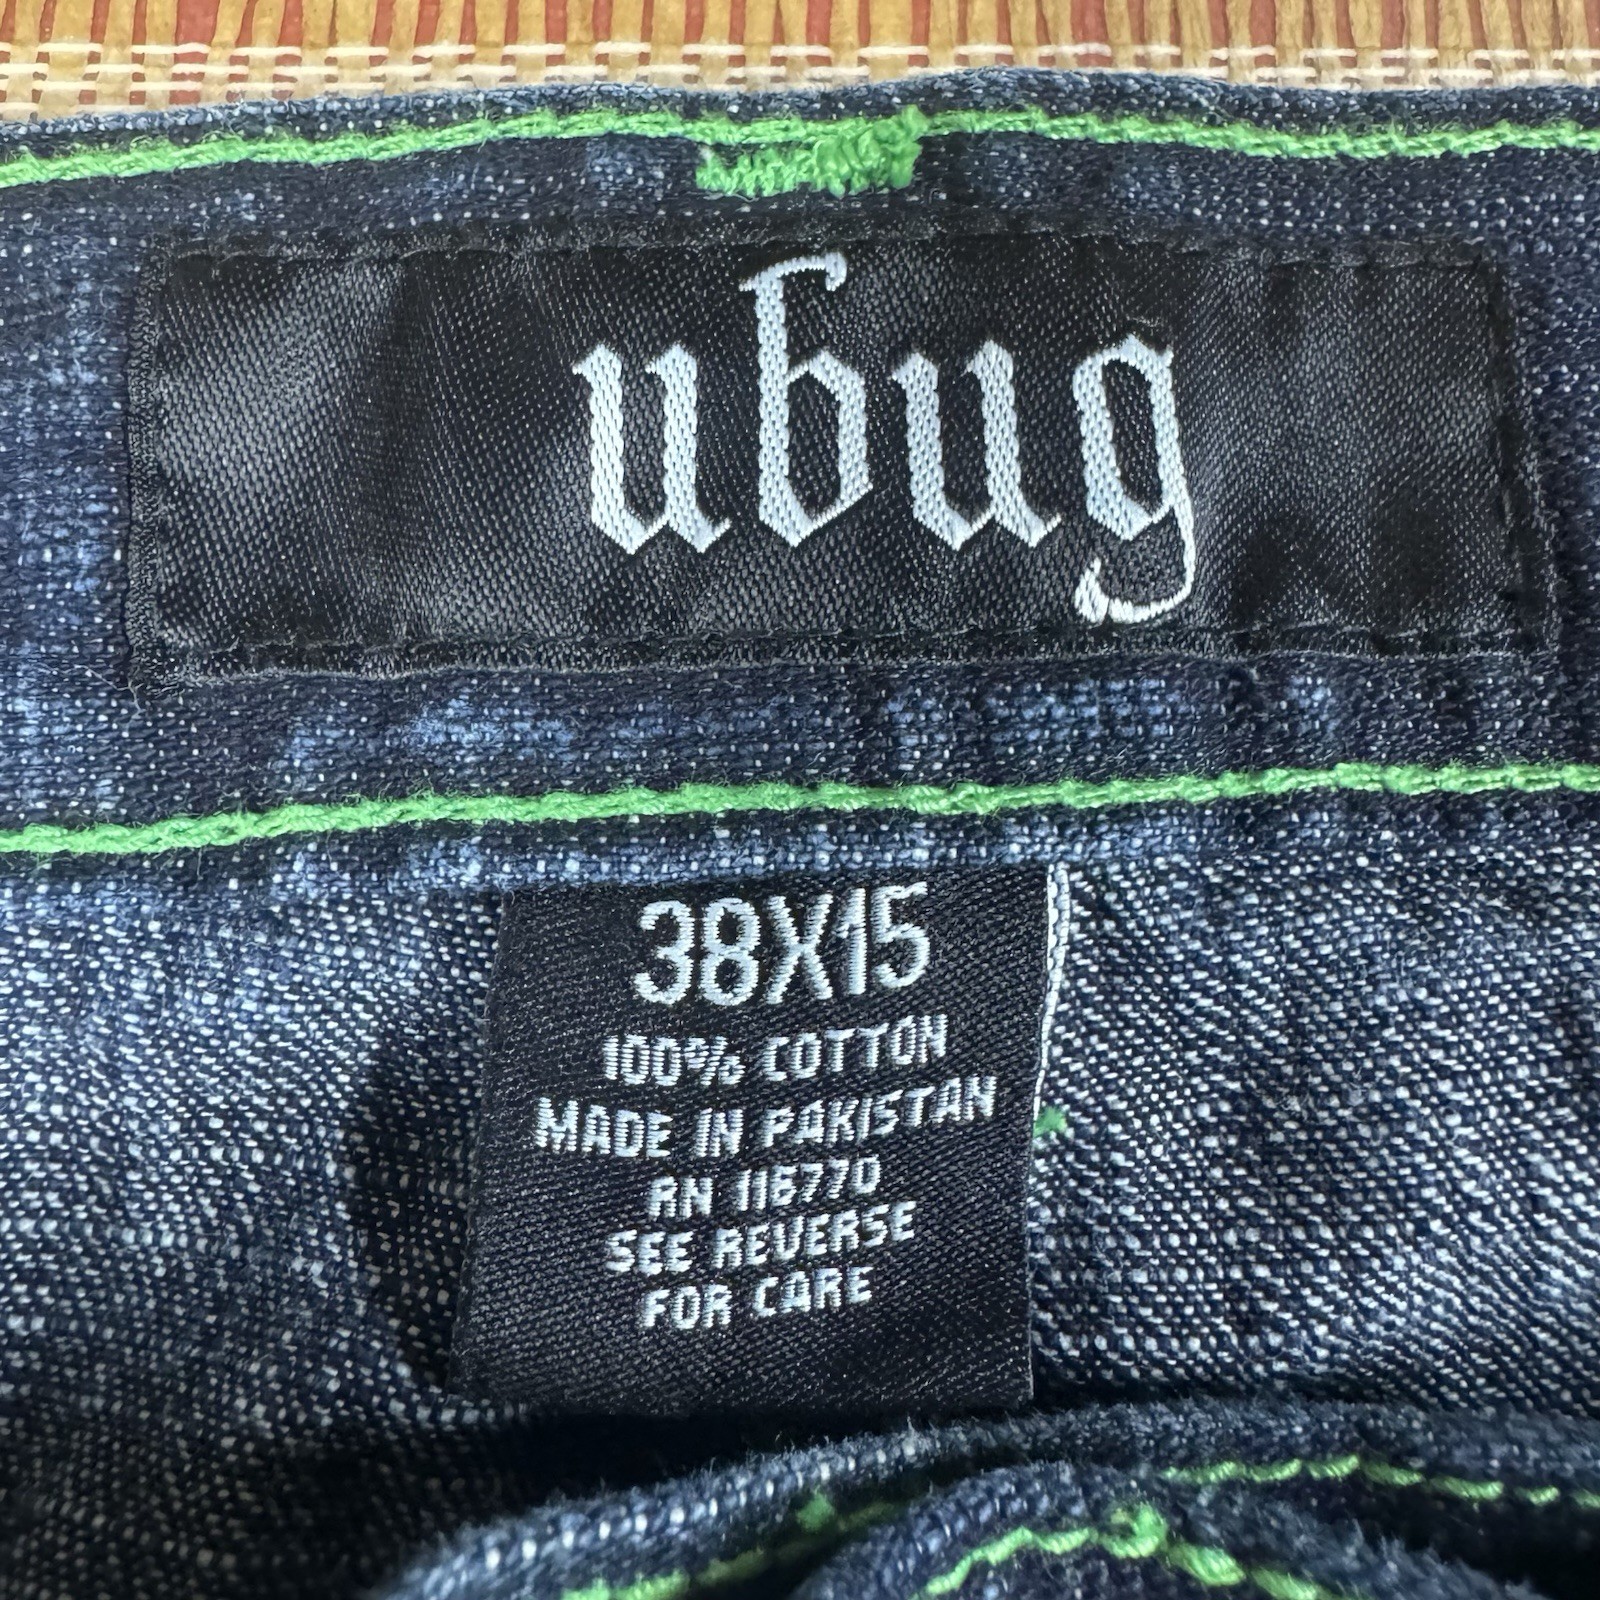 ubug
38X15
100% COTTON
MADE IN PAKISTAN
RN 116770
SEE REVERSE
FOR CARE